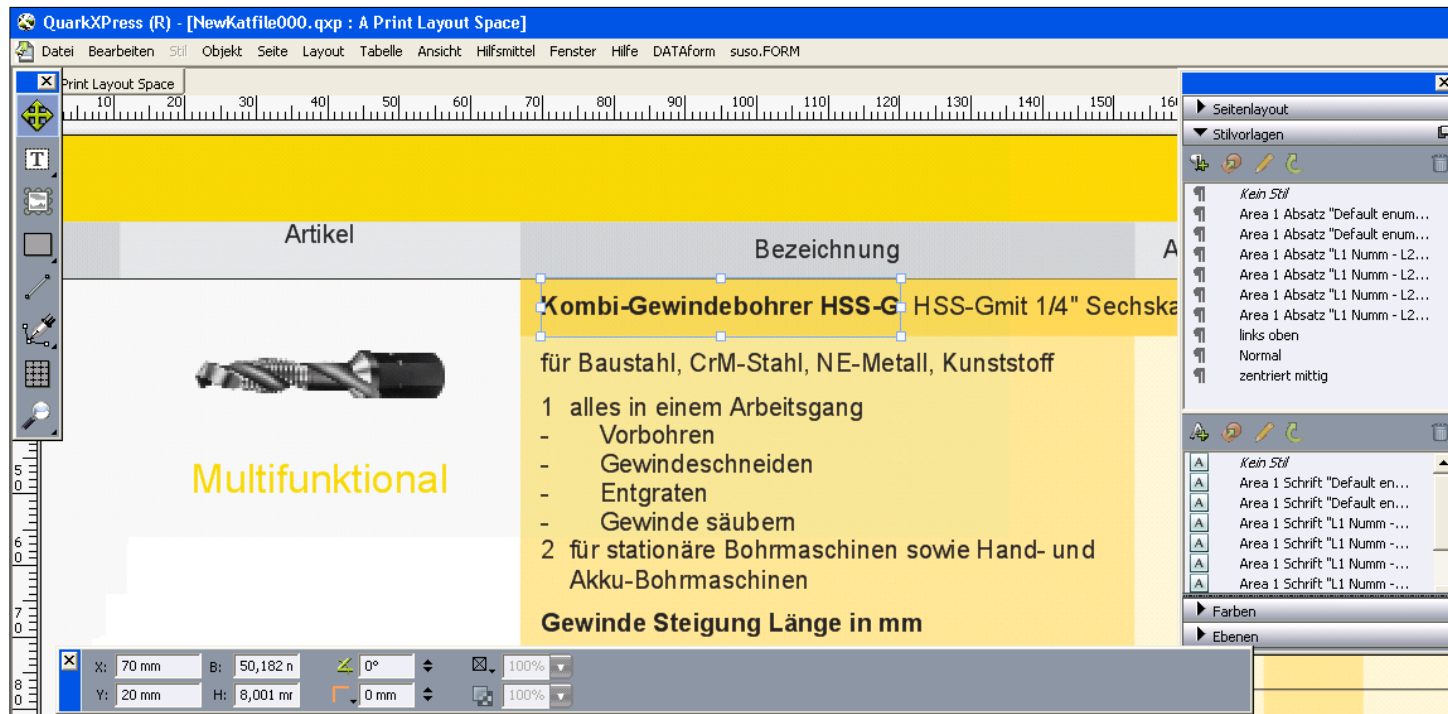 QuarkXPress (R) - [NewKatfile000.qxp : A Print Layout Space]
Datei Bearbeiten Stil Objekt Seite Layout Tabelle Ansicht Hilfsmittel Fenster Hilfe DATAform suso.FORM
Print Layout Space
10 20 30 40 50 60 70 80 90 100 110 120 130 140 150 160
Artikel
Bezeichnung
A
Kombi-Gewindebohrer HSS-G HSS-Gmit 1/4" Sechska
für Baustahl, CrM-Stahl, NE-Metall, Kunststoff
1 alles in einem Arbeitsgang
- Vorbohren
- Gewindeschneiden
- Entgraten
- Gewinde säubern
2 für stationäre Bohrmaschinen sowie Hand- und
Akku-Bohrmaschinen
Gewinde Steigung Länge in mm
Multifunktional
5 0
6 0
7 0
8 0
Seitenlayout
Stilvorlagen
Kein Stil
Area 1 Absatz "Default enum...
Area 1 Absatz "Default enum...
Area 1 Absatz "L1 Numm - L2...
Area 1 Absatz "L1 Numm - L2...
Area 1 Absatz "L1 Numm - L2...
Area 1 Absatz "L1 Numm - L2...
links oben
Normal
zentriert mittig
Kein Stil
Area 1 Schrift "Default en...
Area 1 Schrift "Default en...
Area 1 Schrift "L1 Numm -...
Area 1 Schrift "L1 Numm -...
Area 1 Schrift "L1 Numm -...
Area 1 Schrift "L1 Numm -...
Farben
Ebenen
X: 70 mm B: 50,182 n 0° 100%
Y: 20 mm H: 8,001 mr 0 mm 100%